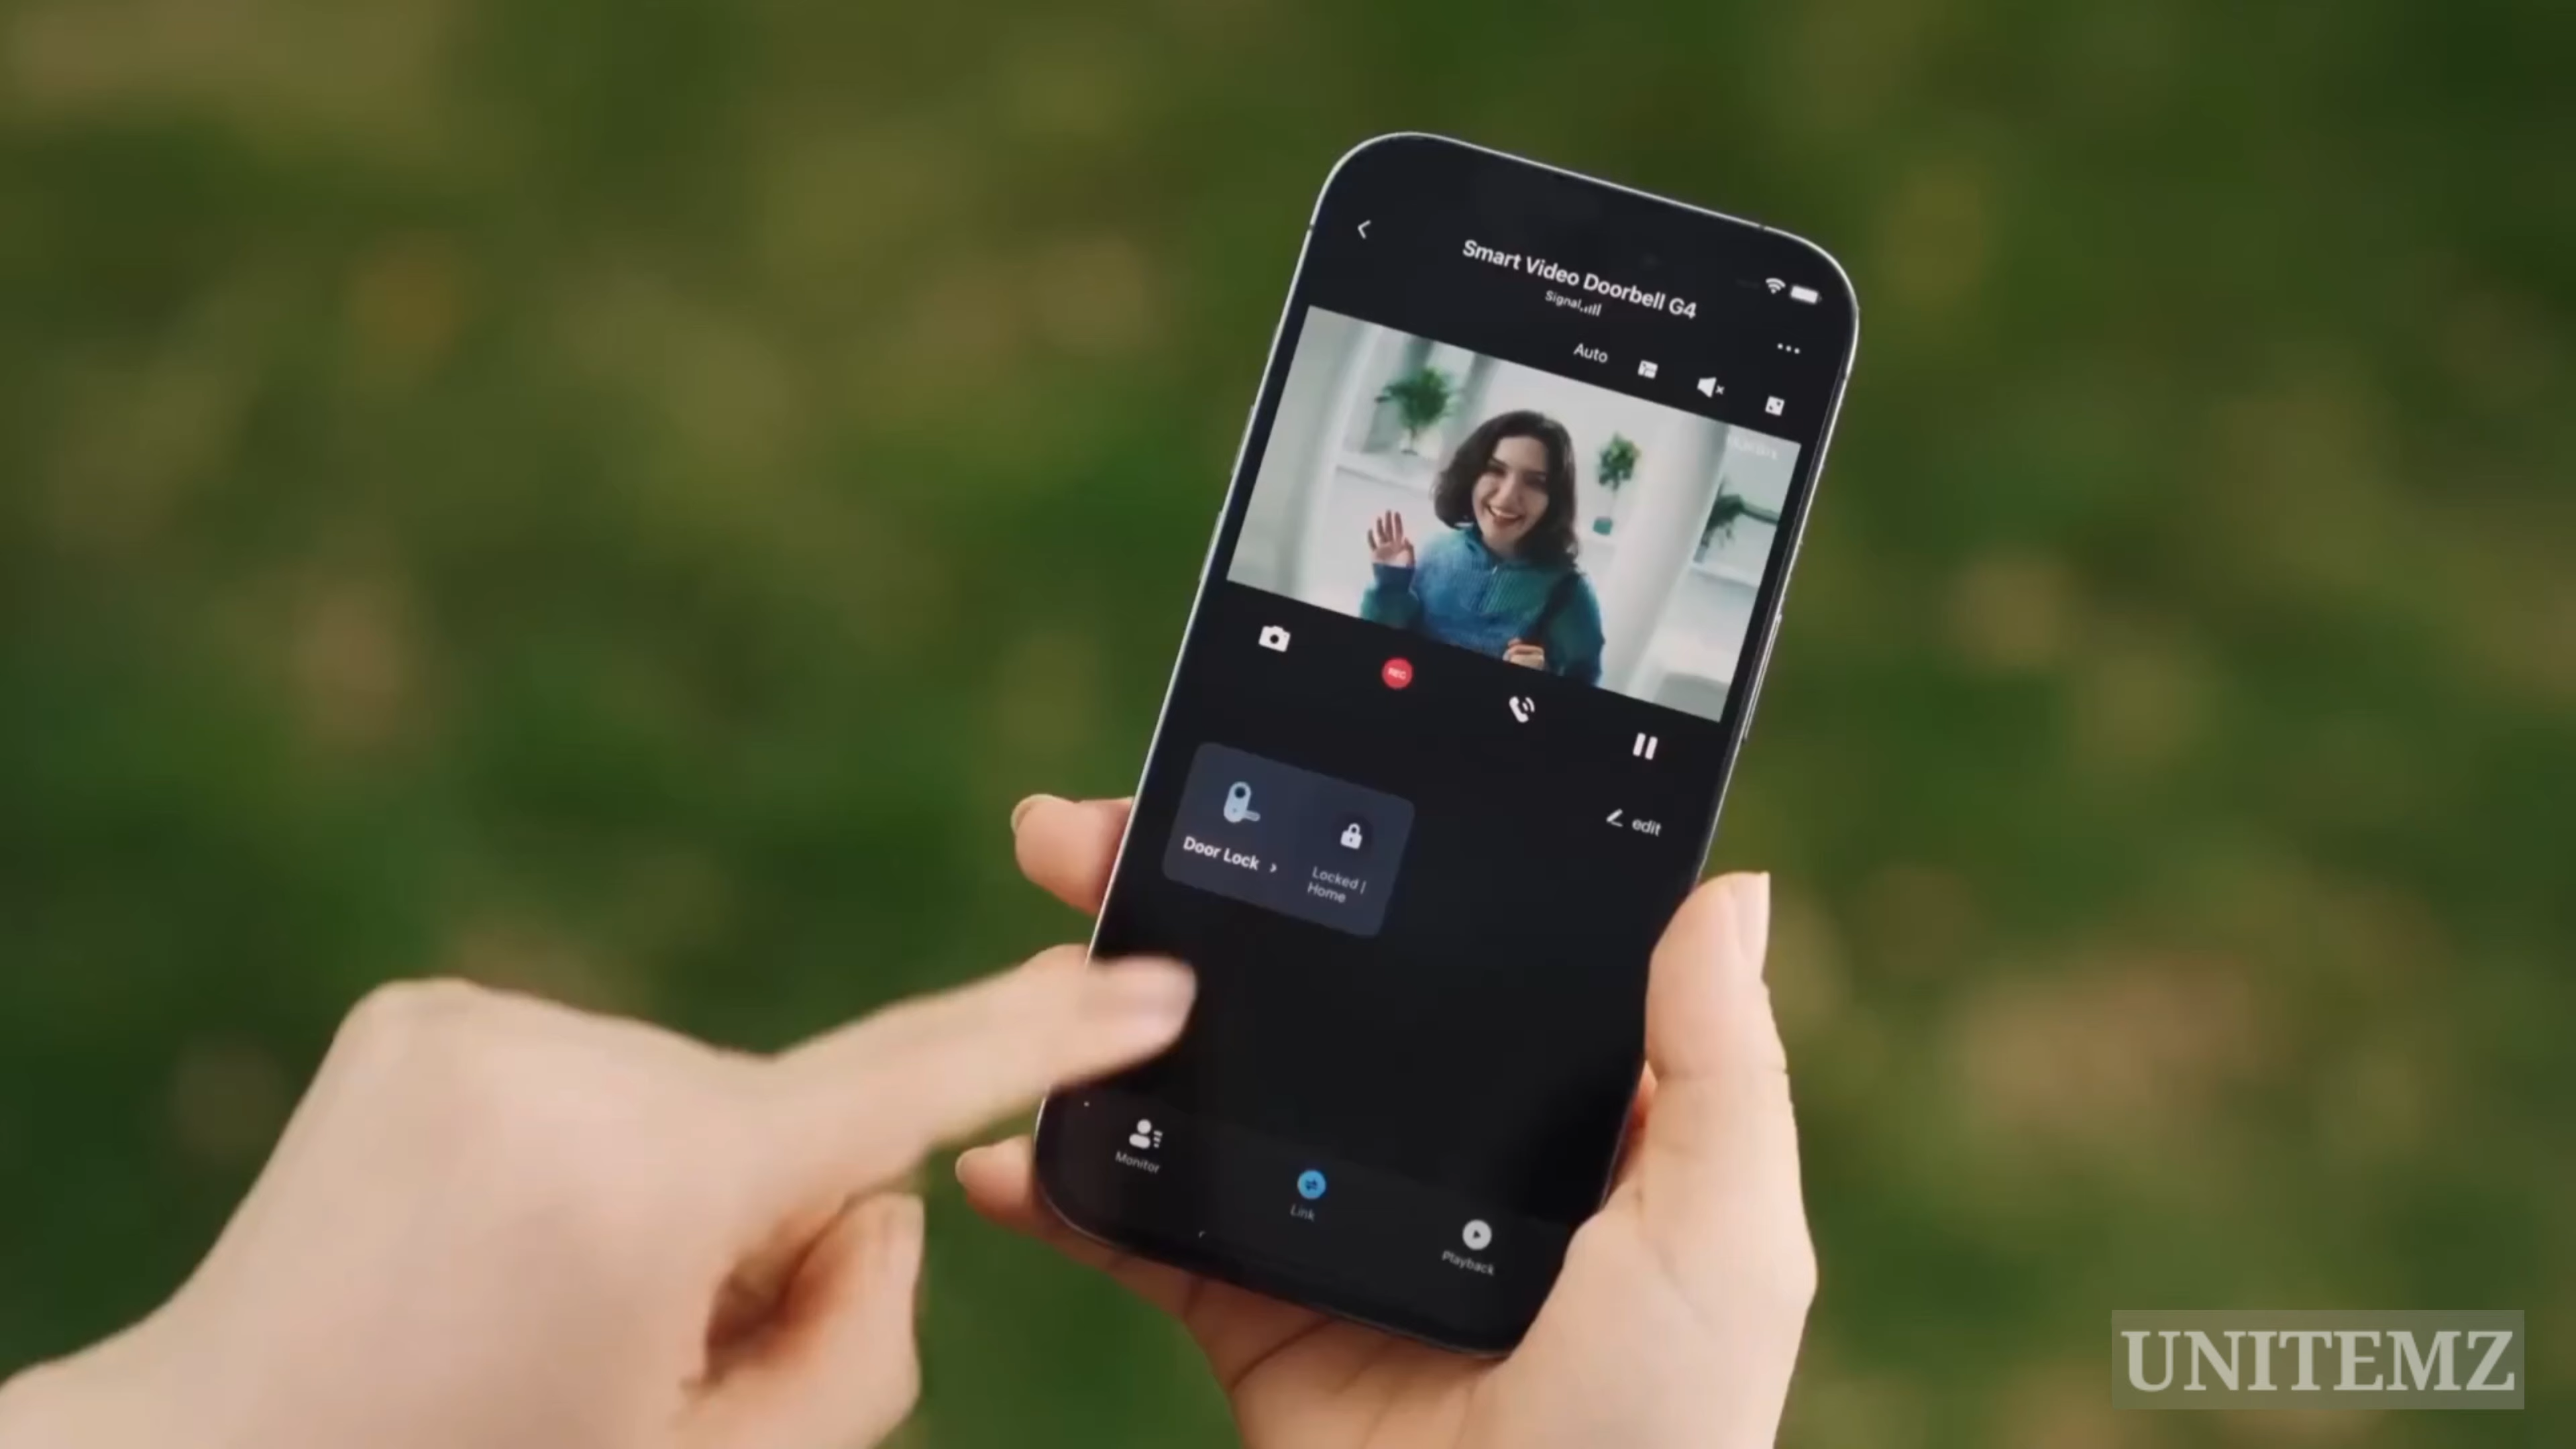 Smart Video Doorbell G4
Signal
Auto
REC
edit
Door Lock
Locked |
Home
Monitor
Link
Playback
UNITEMZ